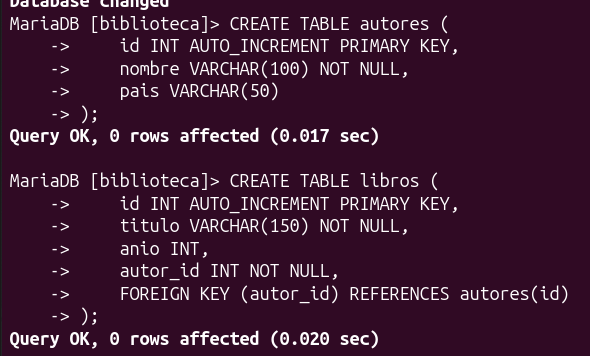 Database changed
MariaDB [biblioteca]> CREATE TABLE autores (
    ->     id INT AUTO_INCREMENT PRIMARY KEY,
    ->     nombre VARCHAR(100) NOT NULL,
    ->     pais VARCHAR(50)
    -> );
Query OK, 0 rows affected (0.017 sec)

MariaDB [biblioteca]> CREATE TABLE libros (
    ->     id INT AUTO_INCREMENT PRIMARY KEY,
    ->     titulo VARCHAR(150) NOT NULL,
    ->     anio INT,
    ->     autor_id INT NOT NULL,
    ->     FOREIGN KEY (autor_id) REFERENCES autores(id)
    -> );
Query OK, 0 rows affected (0.020 sec)